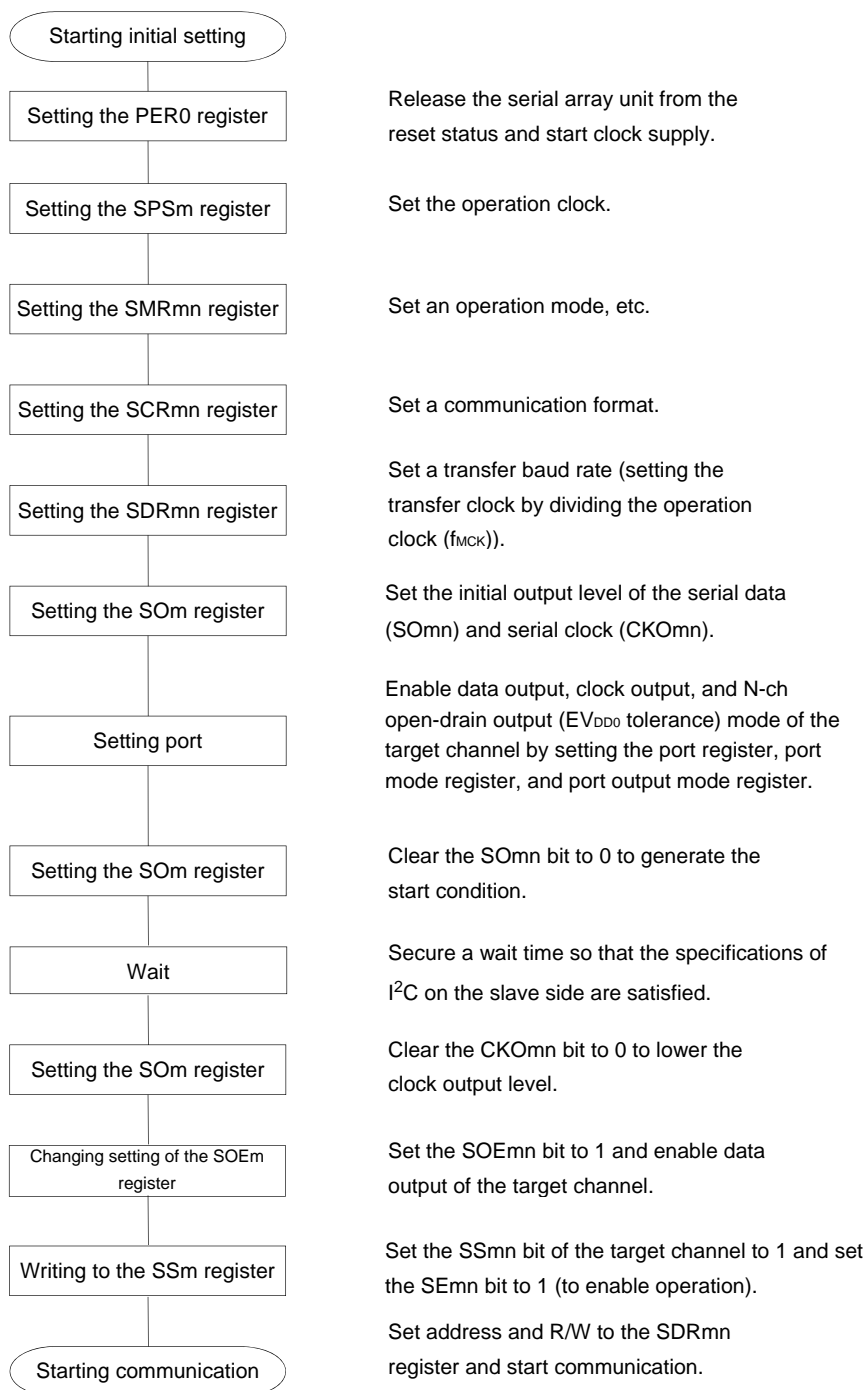 Starting initial setting
Setting the PER0 register
Release the serial array unit from the
reset status and start clock supply.
Setting the SPSm register
Set the operation clock.
Setting the SMRmn register
Set an operation mode, etc.
Setting the SCRmn register
Set a communication format.
Setting the SDRmn register
Set a transfer baud rate (setting the
transfer clock by dividing the operation
clock (fMCK)).
Setting the SOm register
Set the initial output level of the serial data
(SOmn) and serial clock (CKOmn).
Setting port
Enable data output, clock output, and N-ch
open-drain output (EVDD0 tolerance) mode of the
target channel by setting the port register, port
mode register, and port output mode register.
Setting the SOm register
Clear the SOmn bit to 0 to generate the
start condition.
Wait
Secure a wait time so that the specifications of
I2C on the slave side are satisfied.
Setting the SOm register
Clear the CKOmn bit to 0 to lower the
clock output level.
Changing setting of the SOEm
register
Set the SOEmn bit to 1 and enable data
output of the target channel.
Writing to the SSm register
Set the SSmn bit of the target channel to 1 and set
the SEmn bit to 1 (to enable operation).
Starting communication
Set address and R/W to the SDRmn
register and start communication.